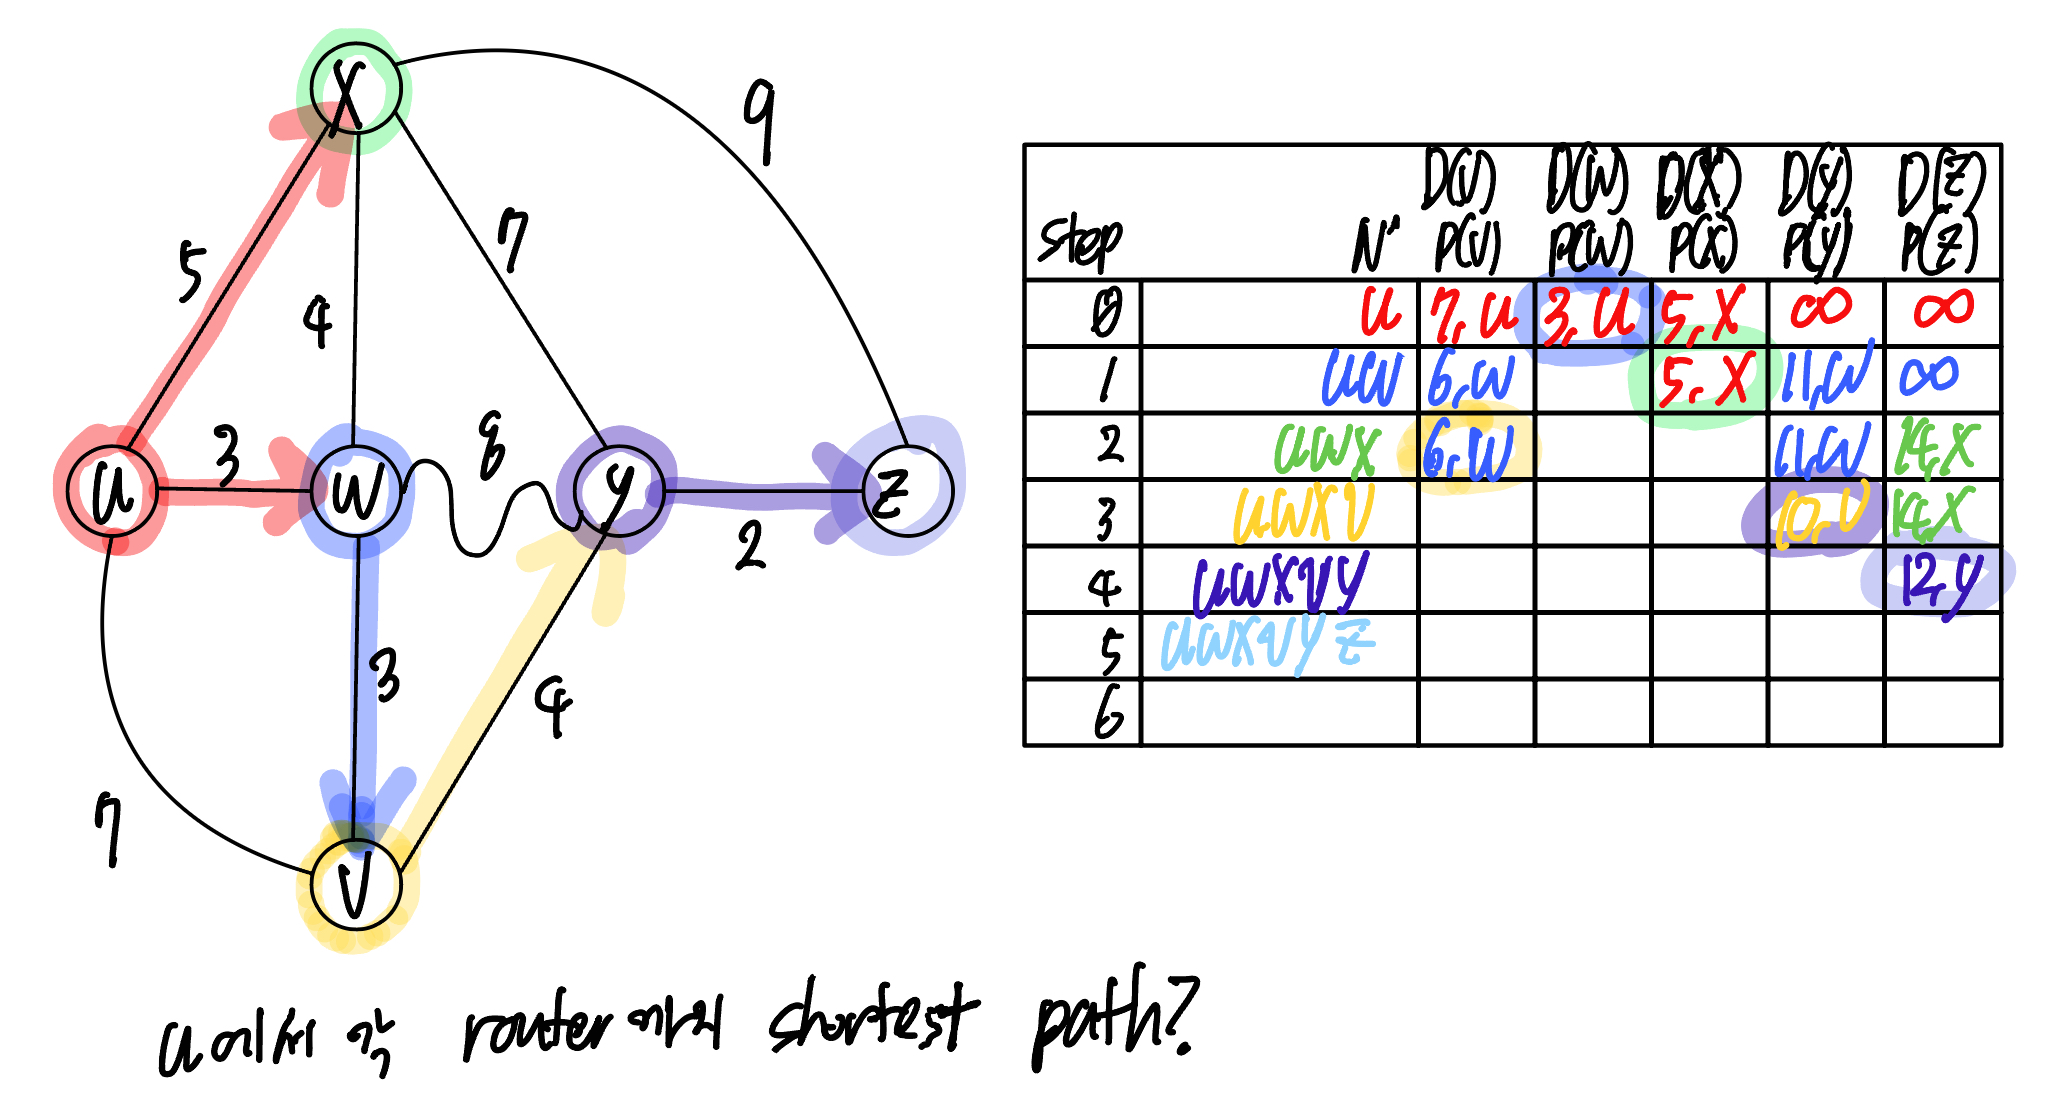 X
9
5
7
4
3
8
u
w
y
z
2
3
4
7
v
Step N' D(v) P(v) D(w) P(w) D(x) P(x) D(y) P(y) D(z) P(z)
0 u 7,u 3,u 5,x ∞ ∞
1 uw 6,w 5,x 11,w ∞
2 uwx 6,w 11,w 14,x
3 uwxv 10,v 14,x
4 uwxvy 12,y
5 uwxvyz
6
u에서 각 router까지의 shortest path?